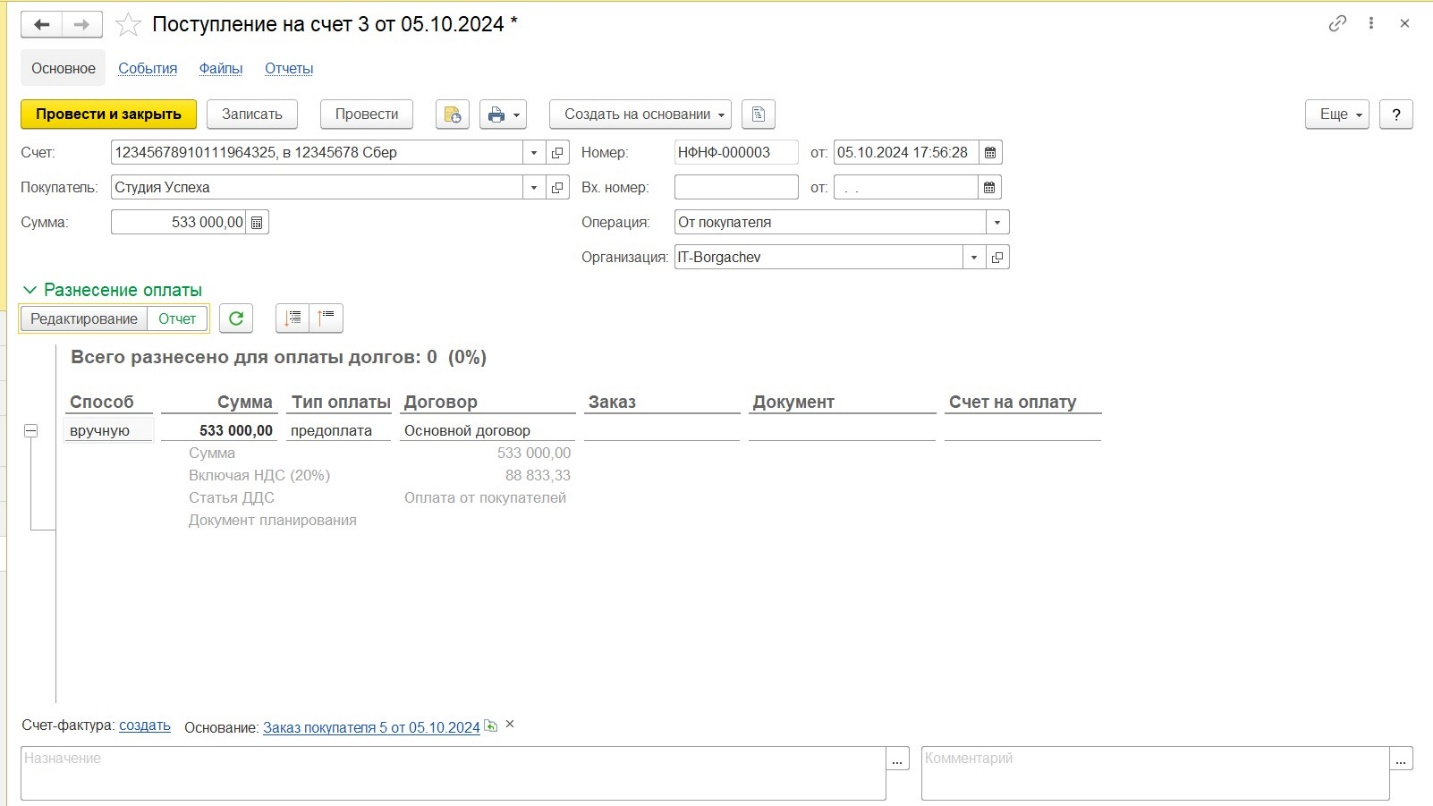 Поступление на счет 3 от 05.10.2024 *
Основное События Файлы Отчеты
Провести и закрыть Записать Провести Создать на основании Еще ?
Счет: 12345678910111964325, в 12345678 Сбер Номер: НФНФ-000003 от: 05.10.2024 17:56:28
Покупатель: Студия Успеха Вх. номер: от: . .
Сумма: 533 000,00 Операция: От покупателя
Организация: IT-Borgachev
Разнесение оплаты
Редактирование Отчет
Всего разнесено для оплаты долгов: 0 (0%)
Способ Сумма Тип оплаты Договор Заказ Документ Счет на оплату
вручную 533 000,00 предоплата Основной договор
Сумма 533 000,00
Включая НДС (20%) 88 833,33
Статья ДДС Оплата от покупателей
Документ планирования
Счет-фактура: создать Основание: Заказ покупателя 5 от 05.10.2024
Назначение ... Комментарий ...